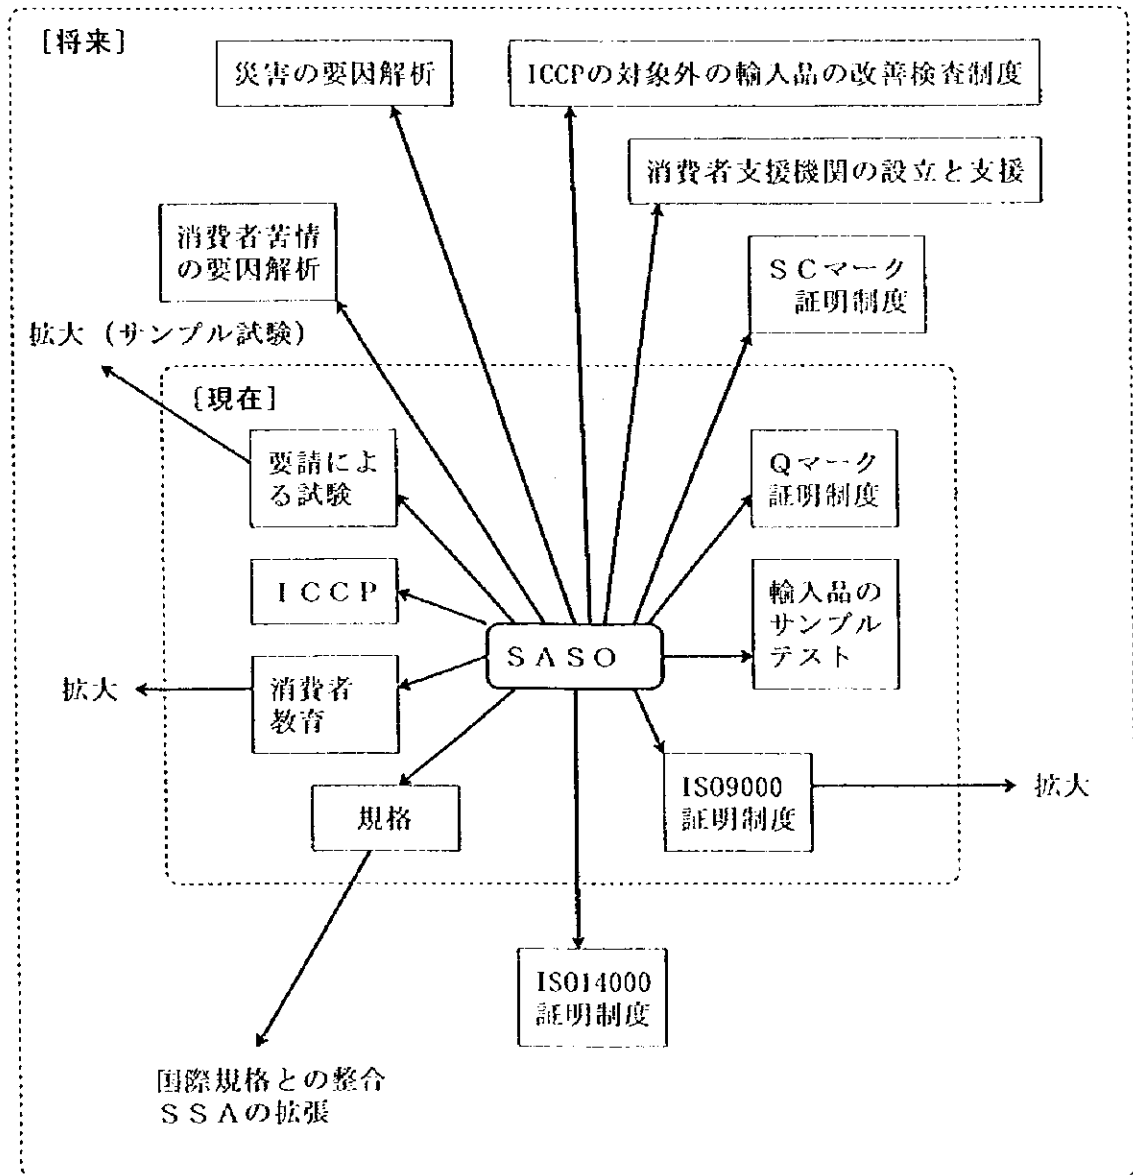 [将来]
災害の要因解析
ICCPの対象外の輸入品の改善検査制度
消費者支援機関の設立と支援
消費者苦情
の要因解析
SCマーク
証明制度
拡大 (サンプル試験)
[現在]
要請によ
る試験
Qマーク
証明制度
ICCP
輸入品の
サンプル
テスト
SASO
拡大
消費者
教育
ISO9000
証明制度
拡大
規格
ISO14000
証明制度
国際規格との整合
SSAの拡張